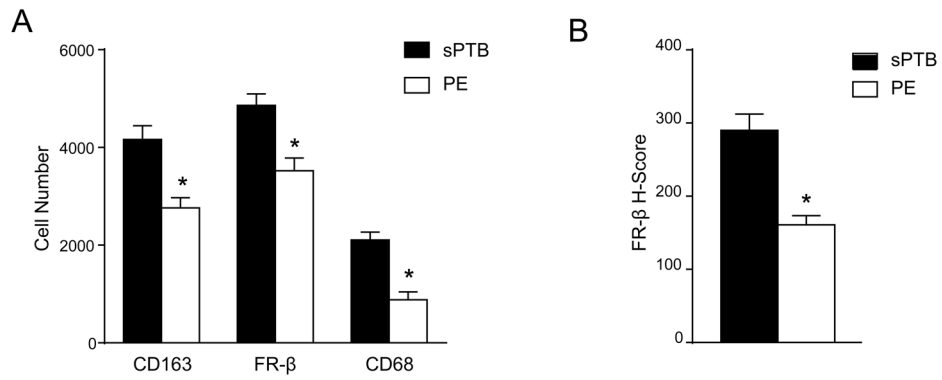 A
6000
4000
2000
0
Cell Number
sPTB
PE
*
*
*
CD163 FR-β CD68
B
400
300
200
100
0
FR-β H-Score
sPTB
PE
*